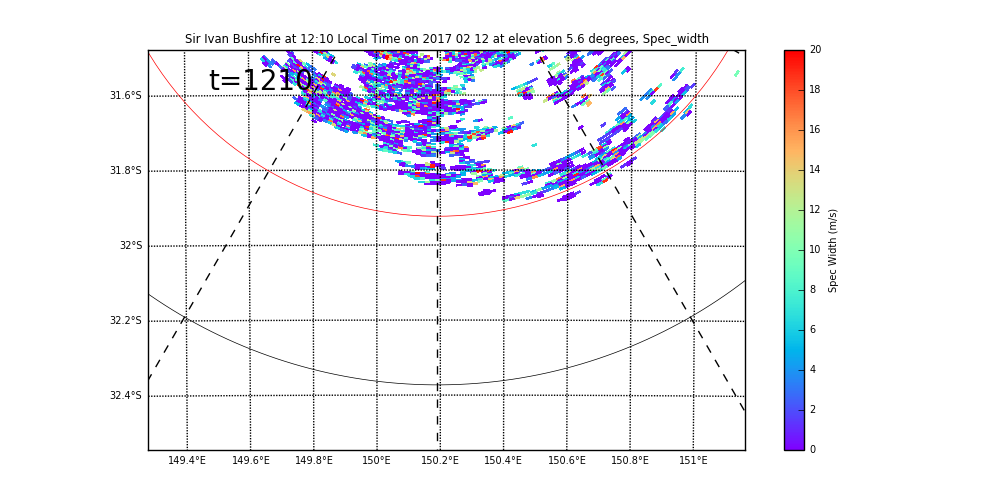 Sir Ivan Bushfire at 12:10 Local Time on 2017 02 12 at elevation 5.6 degrees, Spec_width
t=1210
31.6°S
31.8°S
32°S
32.2°S
32.4°S
149.4°E 149.6°E 149.8°E 150°E 150.2°E 150.4°E 150.6°E 150.8°E 151°E
20
18
16
14
12
10
8
6
4
2
0
Spec Width (m/s)